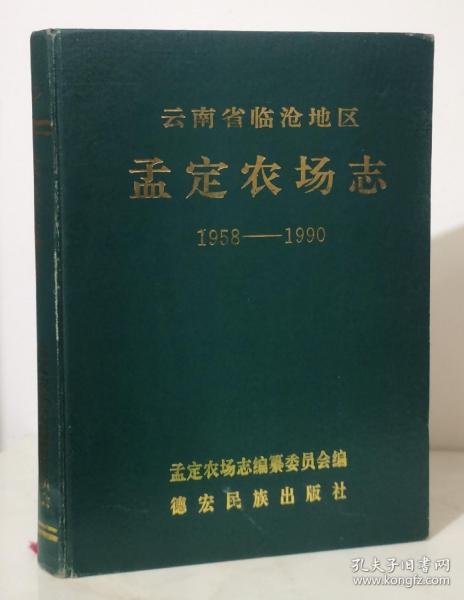 云南省临沧地区
孟定农场志
1958——1990
孟定农场志编纂委员会编
德宏民族出版社
孔夫子旧书网
www.kongfz.com